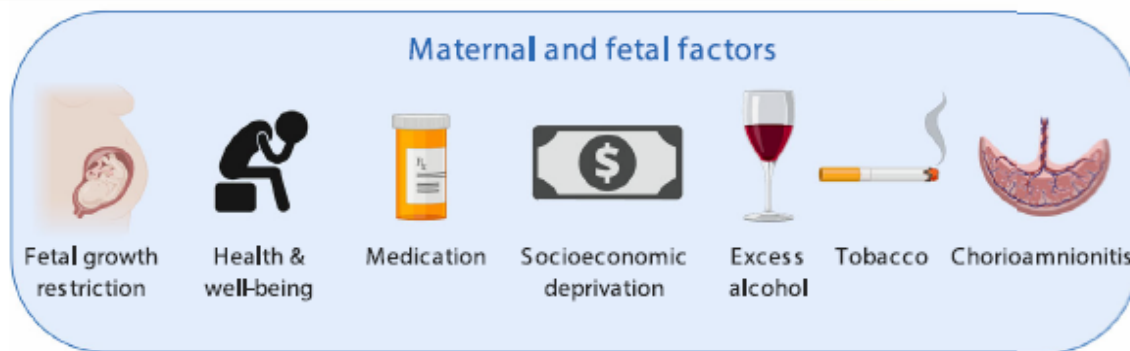 Maternal and fetal factors
Fetal growth
restriction
Health &
well-being
Medication
Socioeconomic
deprivation
Excess
alcohol
Tobacco
Chorioamnionitis